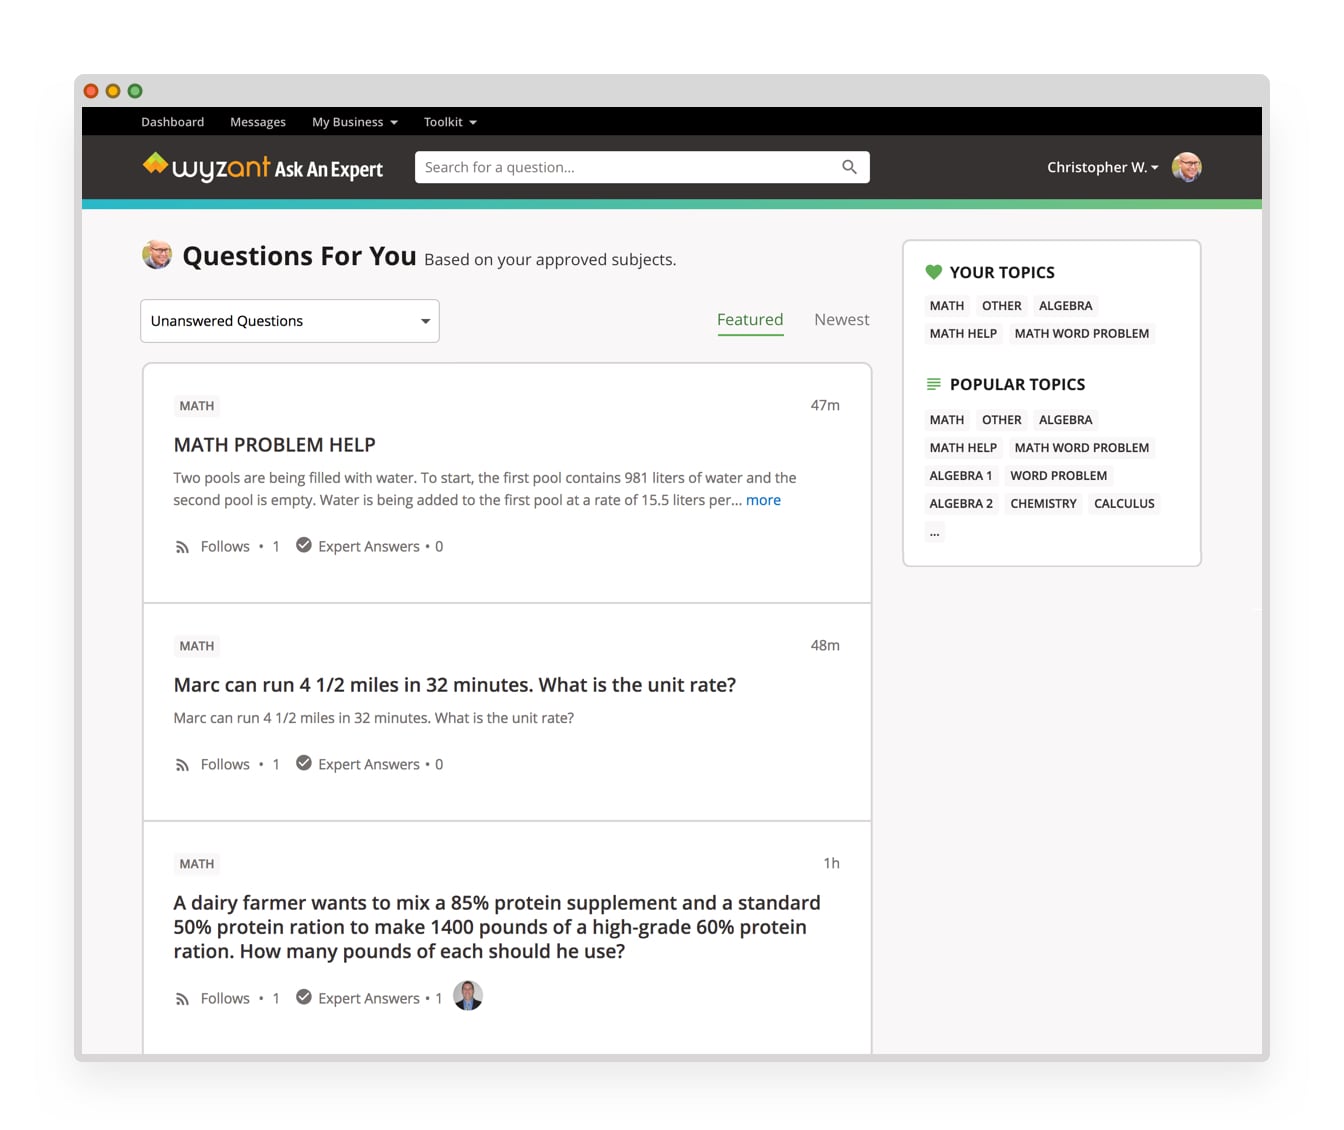 Dashboard Messages My Business Toolkit
wyzant Ask An Expert Search for a question... Christopher W.
Questions For You Based on your approved subjects.
Unanswered Questions Featured Newest
MATH 47m
MATH PROBLEM HELP
Two pools are being filled with water. To start, the first pool contains 981 liters of water and the
second pool is empty. Water is being added to the first pool at a rate of 15.5 liters per... more
Follows • 1 Expert Answers • 0
MATH 48m
Marc can run 4 1/2 miles in 32 minutes. What is the unit rate?
Marc can run 4 1/2 miles in 32 minutes. What is the unit rate?
Follows • 1 Expert Answers • 0
MATH 1h
A dairy farmer wants to mix a 85% protein supplement and a standard
50% protein ration to make 1400 pounds of a high-grade 60% protein
ration. How many pounds of each should he use?
Follows • 1 Expert Answers • 1
YOUR TOPICS
MATH OTHER ALGEBRA
MATH HELP MATH WORD PROBLEM
POPULAR TOPICS
MATH OTHER ALGEBRA
MATH HELP MATH WORD PROBLEM
ALGEBRA 1 WORD PROBLEM
ALGEBRA 2 CHEMISTRY CALCULUS
...